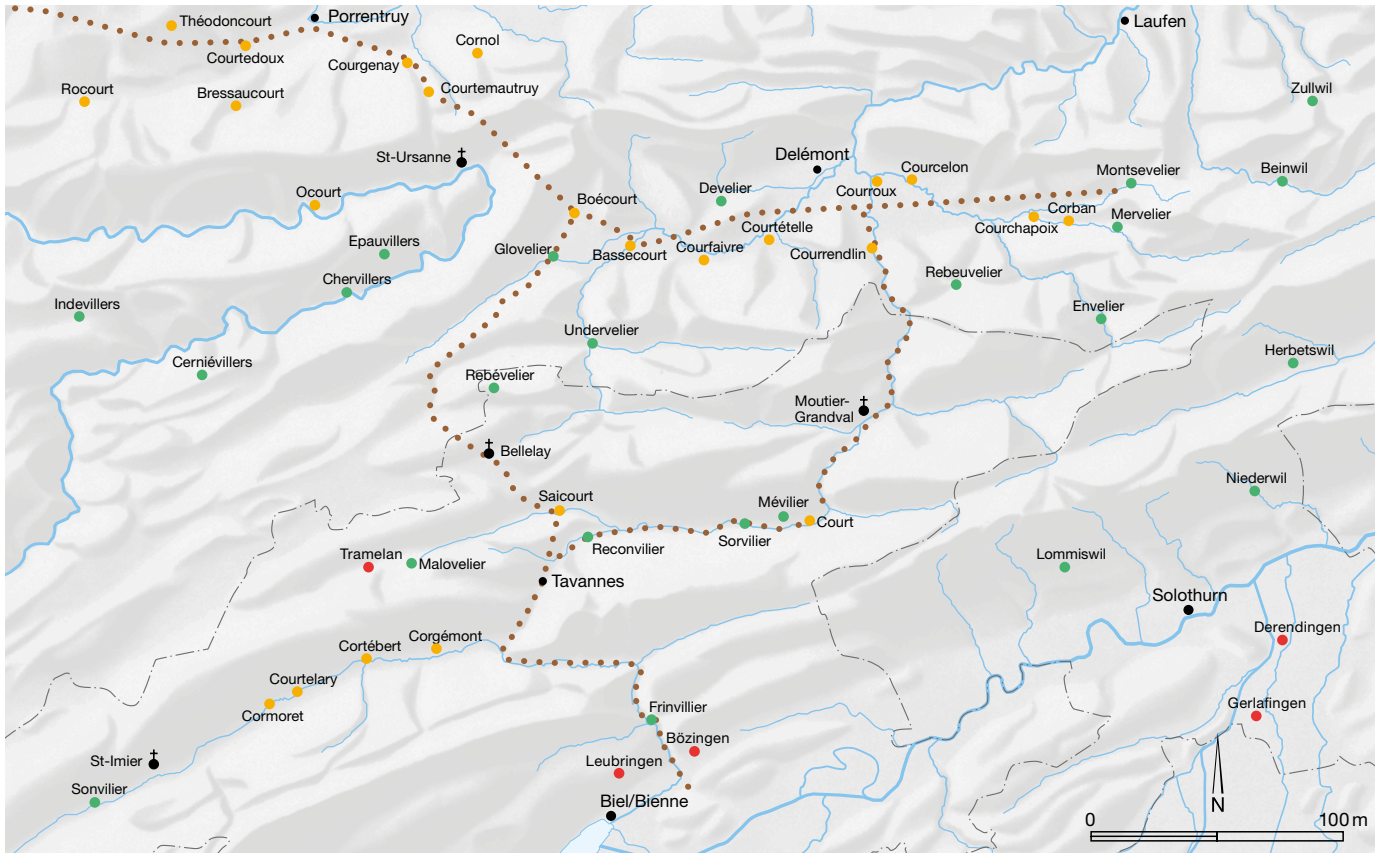 Théodoncourt
Porrentruy
Laufen
Cornol
Courtedoux
Courgenay
Rocourt
Bressaucourt
Courtemautruy
Zullwil
St-Ursanne
Delémont
Courcelon
Montsevelier
Beinwil
Ocourt
Boécourt
Develier
Courroux
Corban
Mervelier
Epauvillers
Glovelier
Bassecourt
Courfaivre
Courtételle
Courrendlin
Courchapoix
Chervillers
Rebeuvelier
Indevillers
Envelier
Undervelier
Cerniévillers
Herbetswil
Rebévelier
Moutier-
Grandval
Bellelay
Niederwil
Saicourt
Mévilier
Court
Sorvilier
Reconvilier
Tramelan
Malovelier
Lommiswil
Tavannes
Solothurn
Derendingen
Corgémont
Cortébert
Courtelary
Cormoret
Gerlafingen
Frinvillier
Bözingen
St-Imier
Leubringen
Sonvilier
Biel/Bienne
N
0
100 m